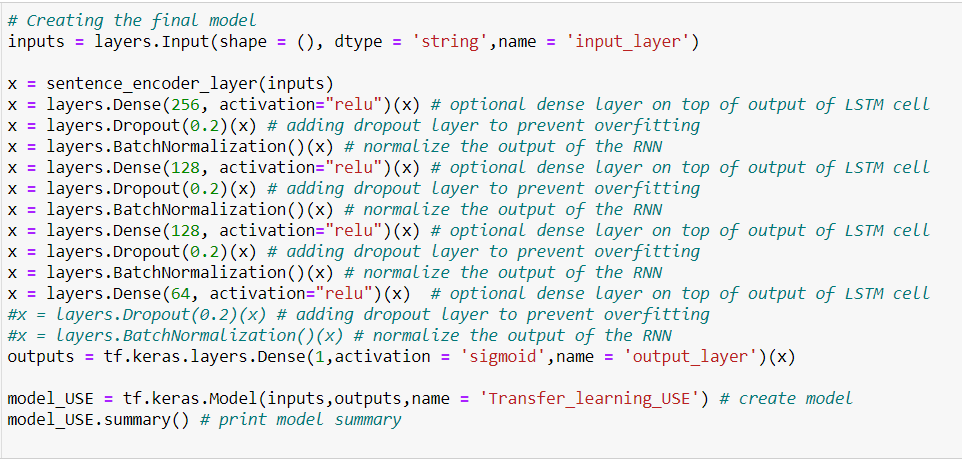 # Creating the final model
inputs = layers.Input(shape = (), dtype = 'string',name = 'input_layer')
x = sentence_encoder_layer(inputs)
x = layers.Dense(256, activation="relu")(x) # optional dense layer on top of output of LSTM cell
x = layers.Dropout(0.2)(x) # adding dropout layer to prevent overfitting
x = layers.BatchNormalization()(x) # normalize the output of the RNN
x = layers.Dense(128, activation="relu")(x) # optional dense layer on top of output of LSTM cell
x = layers.Dropout(0.2)(x) # adding dropout layer to prevent overfitting
x = layers.BatchNormalization()(x) # normalize the output of the RNN
x = layers.Dense(128, activation="relu")(x) # optional dense layer on top of output of LSTM cell
x = layers.Dropout(0.2)(x) # adding dropout layer to prevent overfitting
x = layers.BatchNormalization()(x) # normalize the output of the RNN
x = layers.Dense(64, activation="relu")(x)  # optional dense layer on top of output of LSTM cell
#x = layers.Dropout(0.2)(x) # adding dropout layer to prevent overfitting
#x = layers.BatchNormalization()(x) # normalize the output of the RNN
outputs = tf.keras.layers.Dense(1,activation = 'sigmoid',name = 'output_layer')(x)
model_USE = tf.keras.Model(inputs,outputs,name = 'Transfer_learning_USE') # create model
model_USE.summary() # print model summary